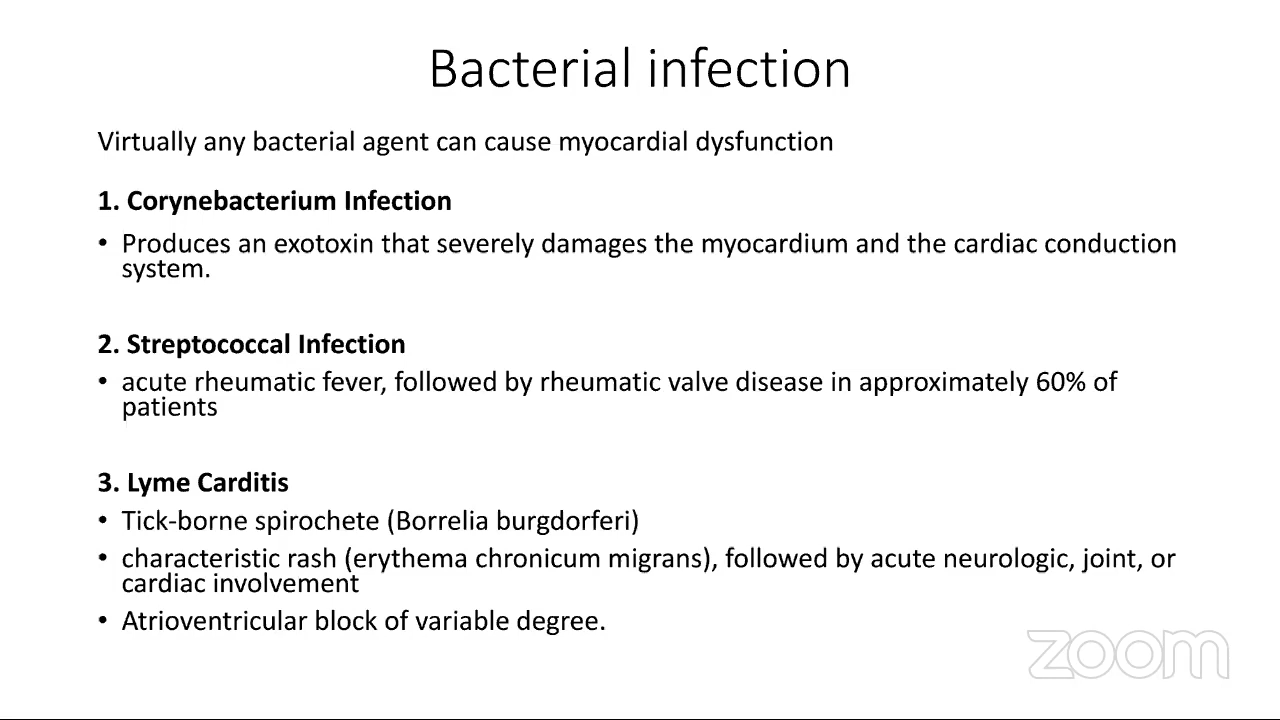 Bacterial infection
Virtually any bacterial agent can cause myocardial dysfunction
1. Corynebacterium Infection
• Produces an exotoxin that severely damages the myocardium and the cardiac conduction
system.
2. Streptococcal Infection
• acute rheumatic fever, followed by rheumatic valve disease in approximately 60% of
patients
3. Lyme Carditis
• Tick-borne spirochete (Borrelia burgdorferi)
• characteristic rash (erythema chronicum migrans), followed by acute neurologic, joint, or
cardiac involvement
• Atrioventricular block of variable degree.
zoom